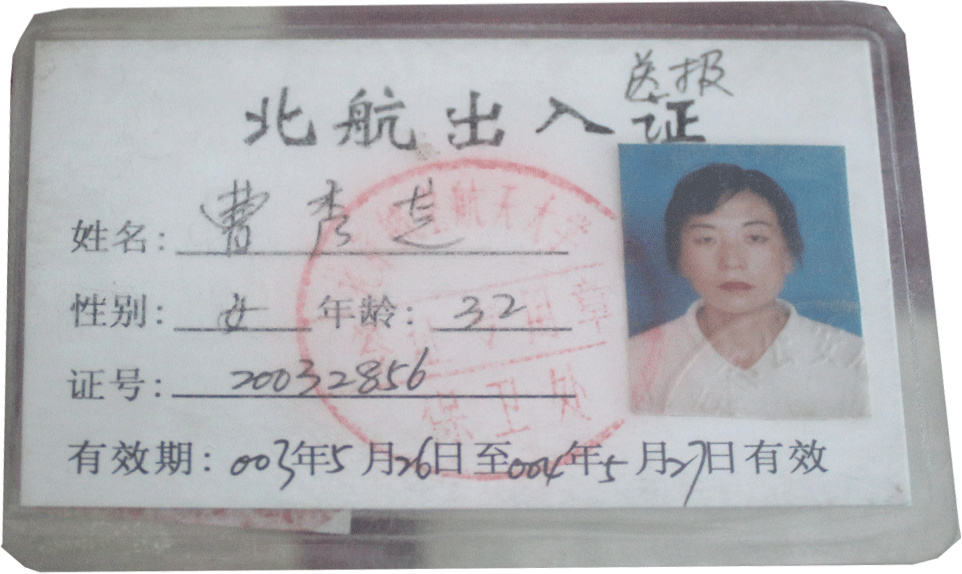 送报
北航出入证
姓名: 曹秀芝
性别: 女 年龄: 32
证号: 20032856
有效期: 003年5月26日至004年5月27日有效
航天大学
专用章
保卫处